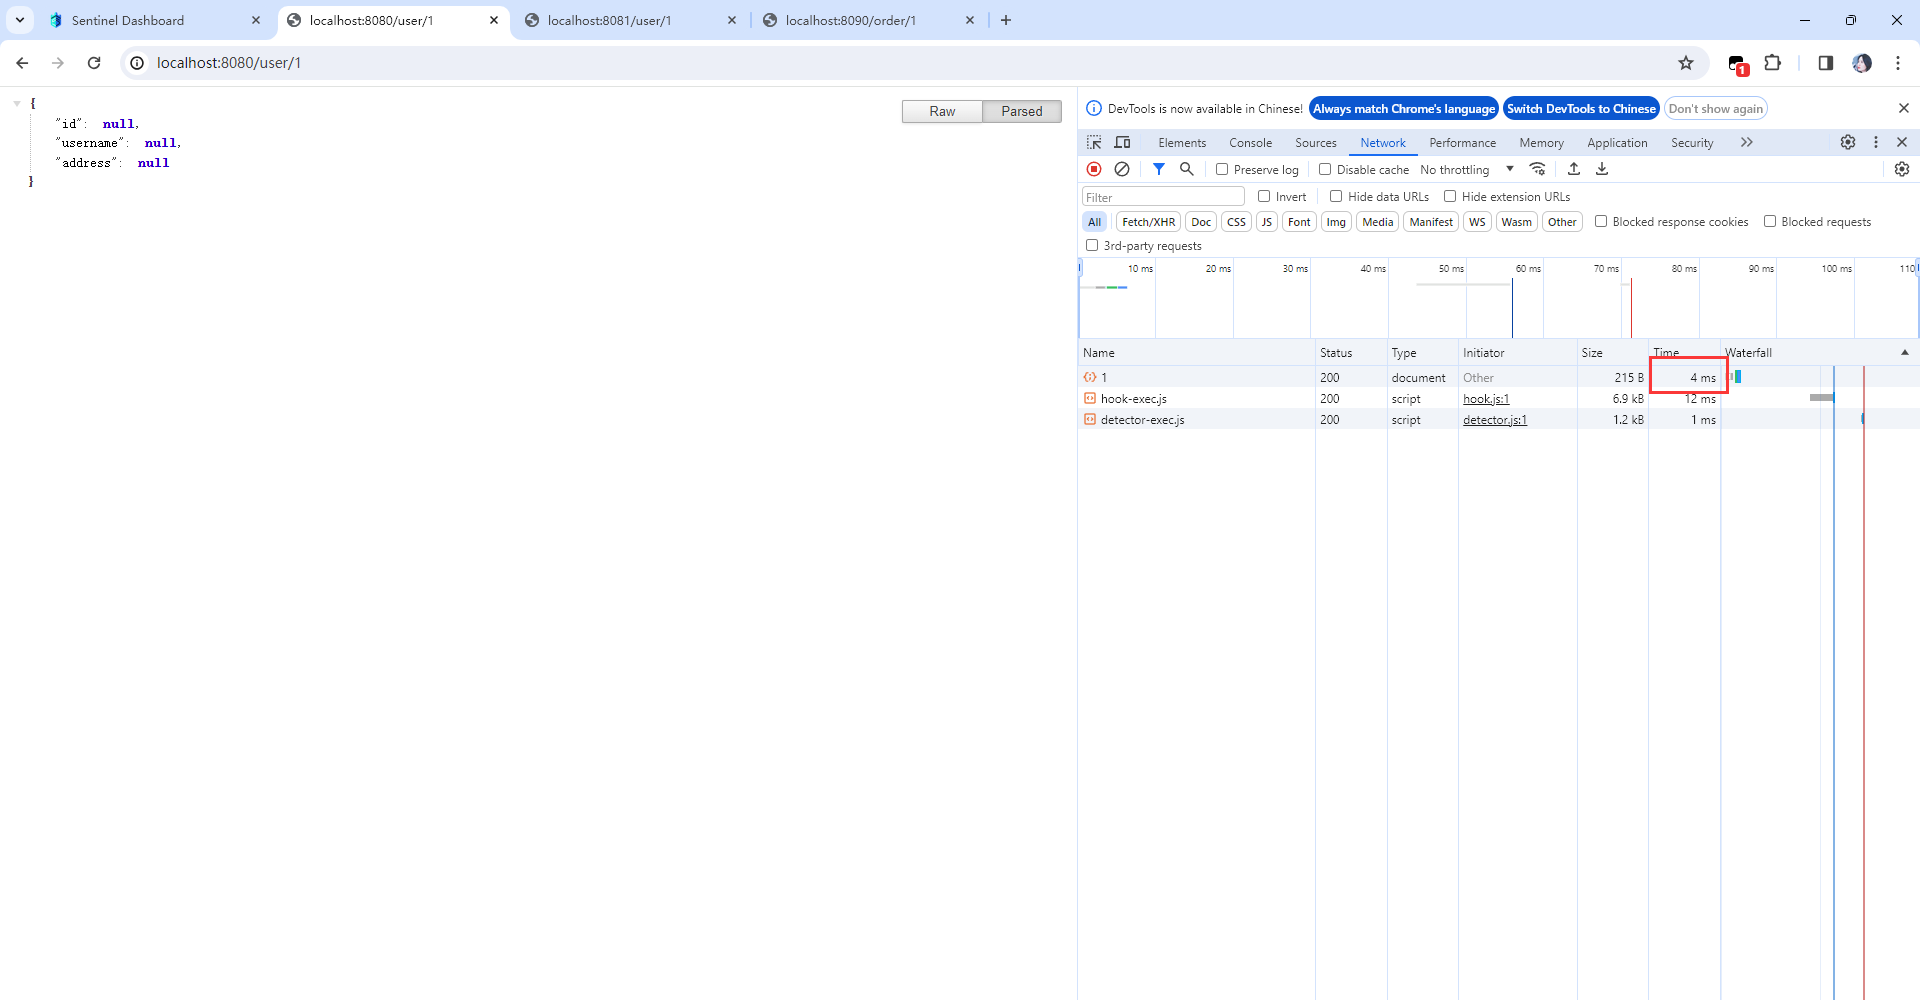 Sentinel Dashboard
localhost:8080/user/1
localhost:8081/user/1
localhost:8090/order/1
localhost:8080/user/1
1
{
"id": null,
"username": null,
"address": null
}
Raw Parsed
DevTools is now available in Chinese! Always match Chrome's language Switch DevTools to Chinese Don't show again
Elements Console Sources Network Performance Memory Application Security
Preserve log Disable cache No throttling
Filter Invert Hide data URLs Hide extension URLs
All Fetch/XHR Doc CSS JS Font Img Media Manifest WS Wasm Other Blocked response cookies Blocked requests
3rd-party requests
10 ms 20 ms 30 ms 40 ms 50 ms 60 ms 70 ms 80 ms 90 ms 100 ms 110
Name Status Type Initiator Size Time Waterfall
1 200 document Other 215 B 4 ms
hook-exec.js 200 script hook.js:1 6.9 kB 12 ms
detector-exec.js 200 script detector.js:1 1.2 kB 1 ms